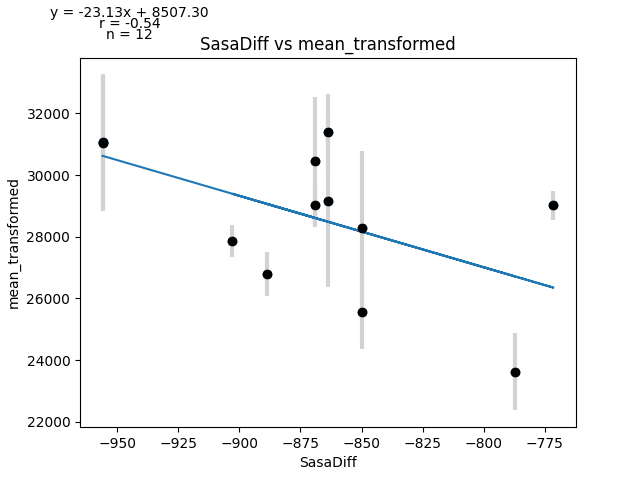 y = -23.13x + 8507.30
r = -0.54
n = 12
SasaDiff vs mean_transformed
mean_transformed
32000
30000
28000
26000
24000
22000
−950 −925 −900 −875 −850 −825 −800 −775
SasaDiff